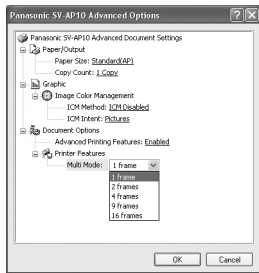 Panasonic SV-AP10 Advanced Options
Panasonic SV-AP10 Advanced Document Settings
Paper/Output
Paper Size: Standard(AP)
Copy Count: 1 Copy
Graphic
Image Color Management
ICM Method: ICM Disabled
ICM Intent: Pictures
Document Options
Advanced Printing Features: Enabled
Printer Features
Multi Mode: 1 frame
1 frame
2 frames
4 frames
9 frames
16 frames
OK Cancel